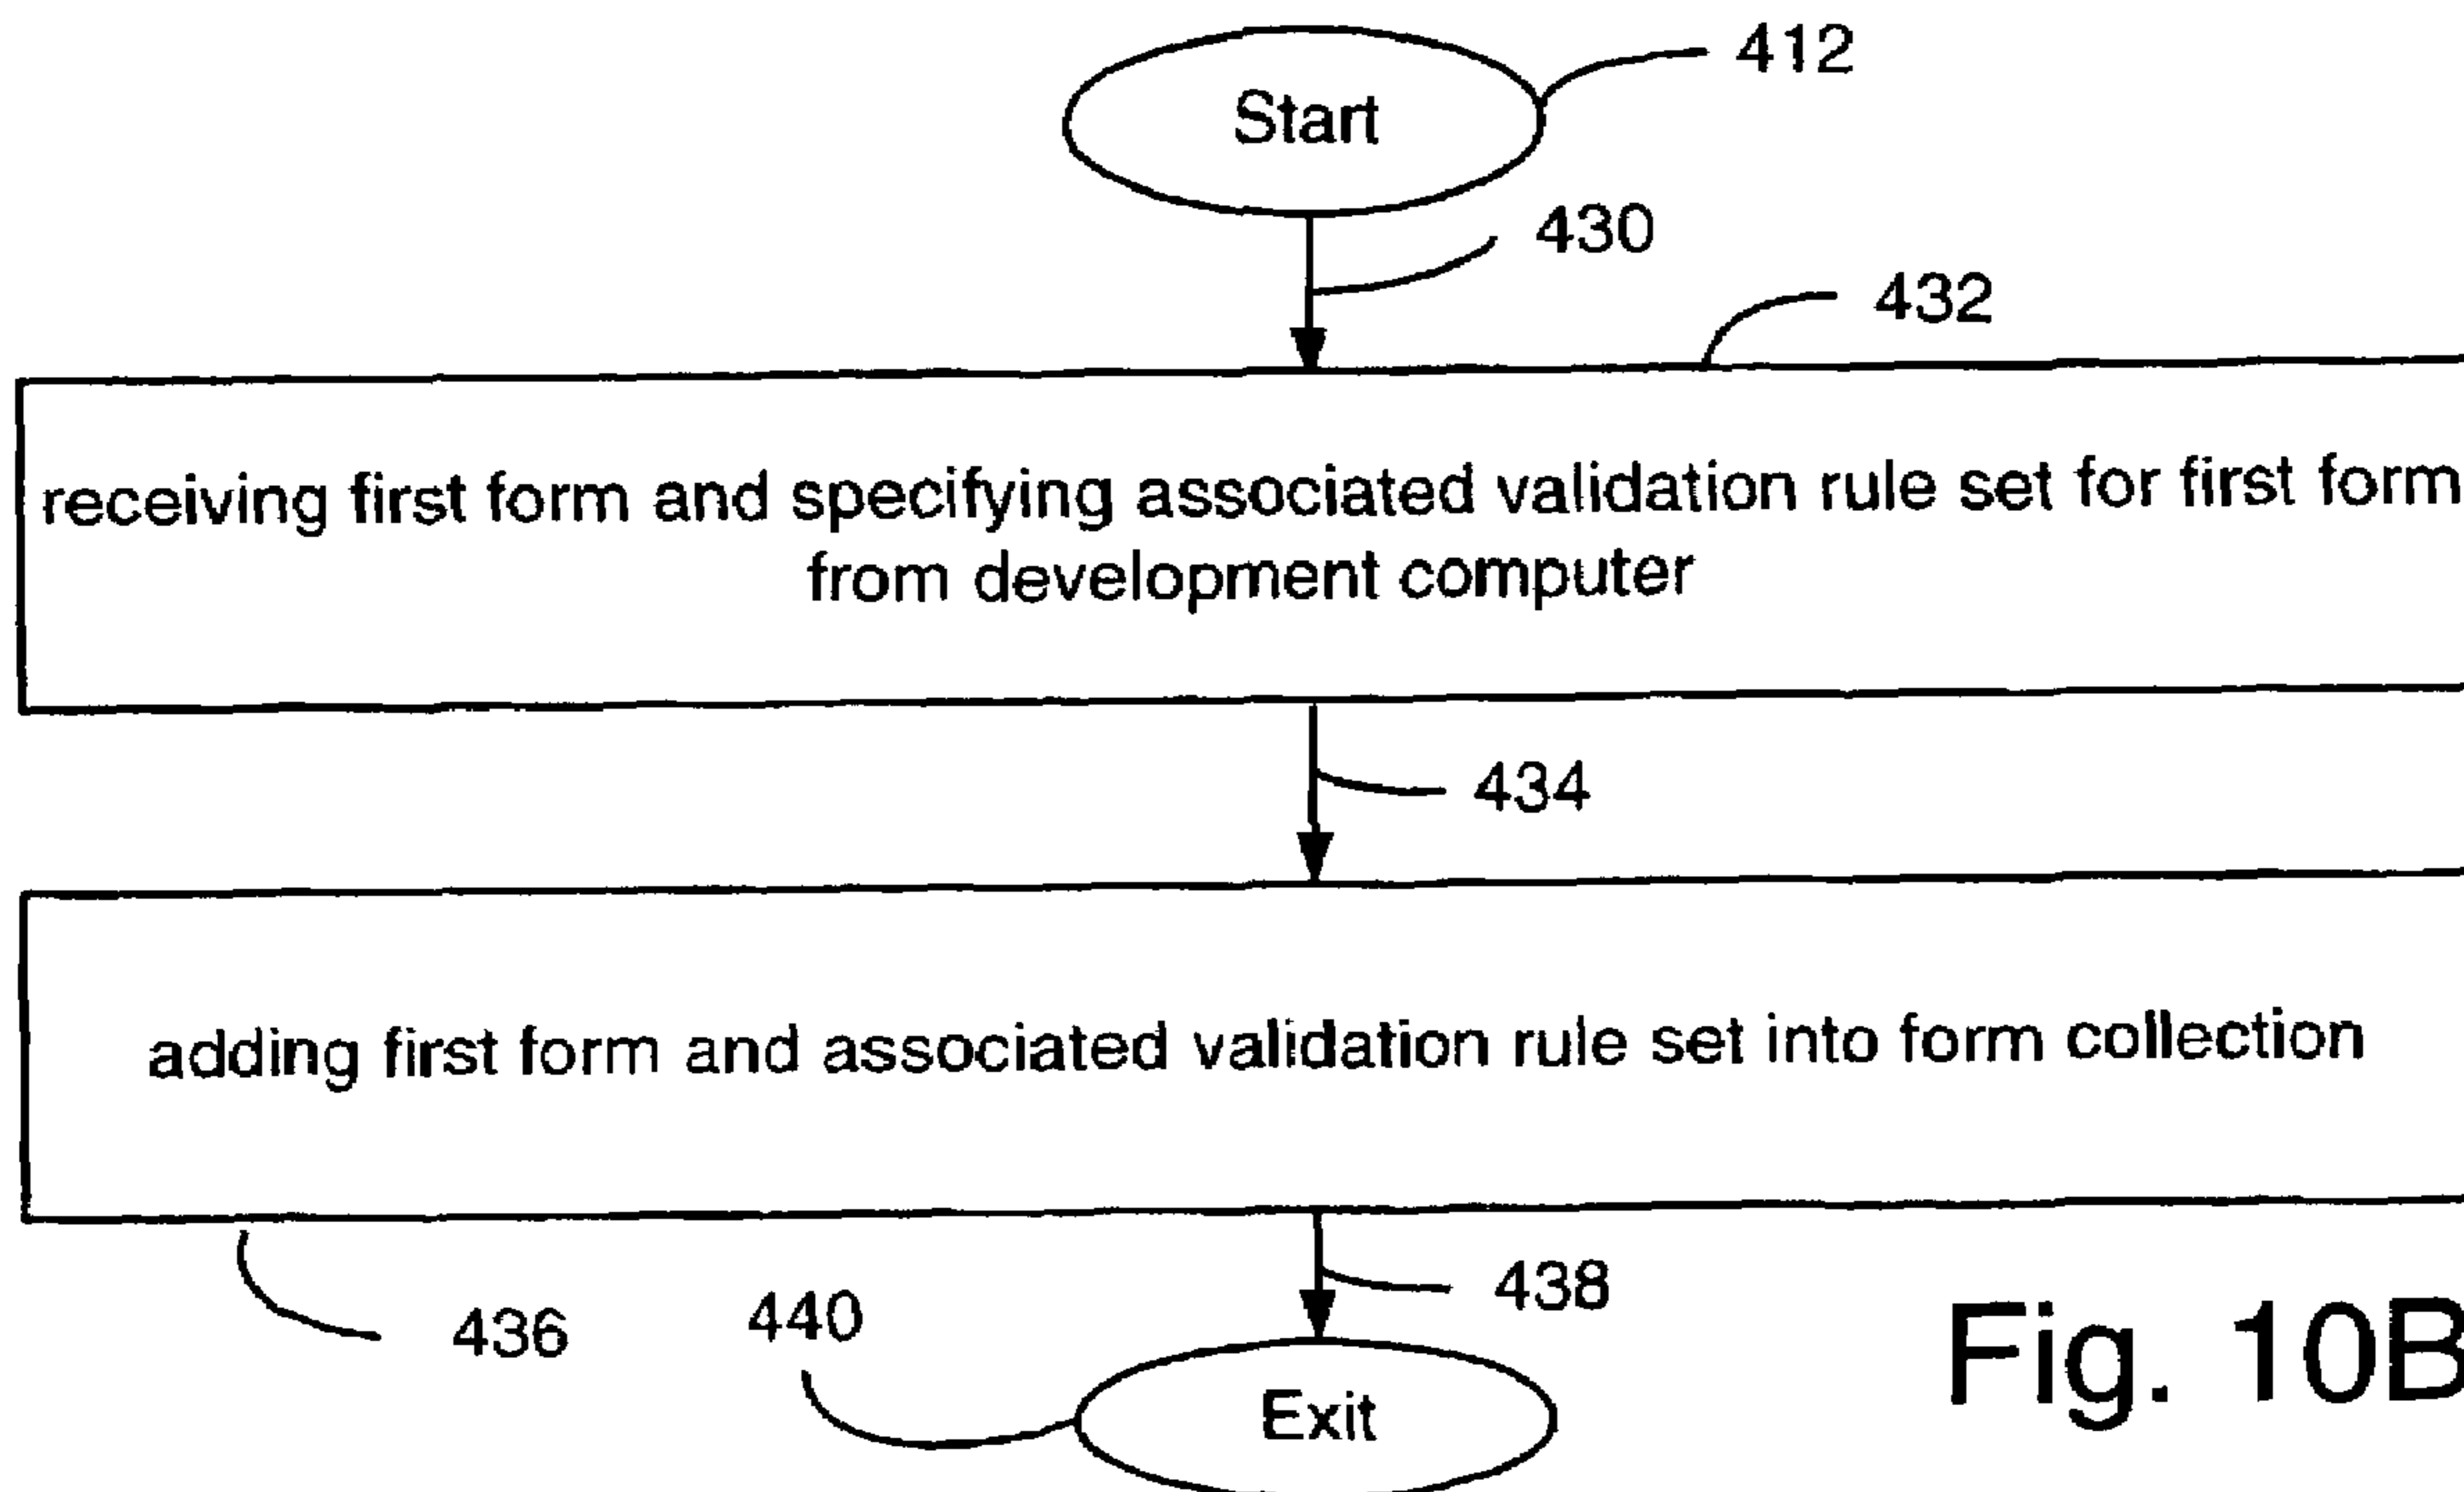 Start
412
430
432
receiving first form and specifying associated validation rule set for first form
from development computer
434
adding first form and associated validation rule set into form collection
436
440
438
Exit
Fig. 10B